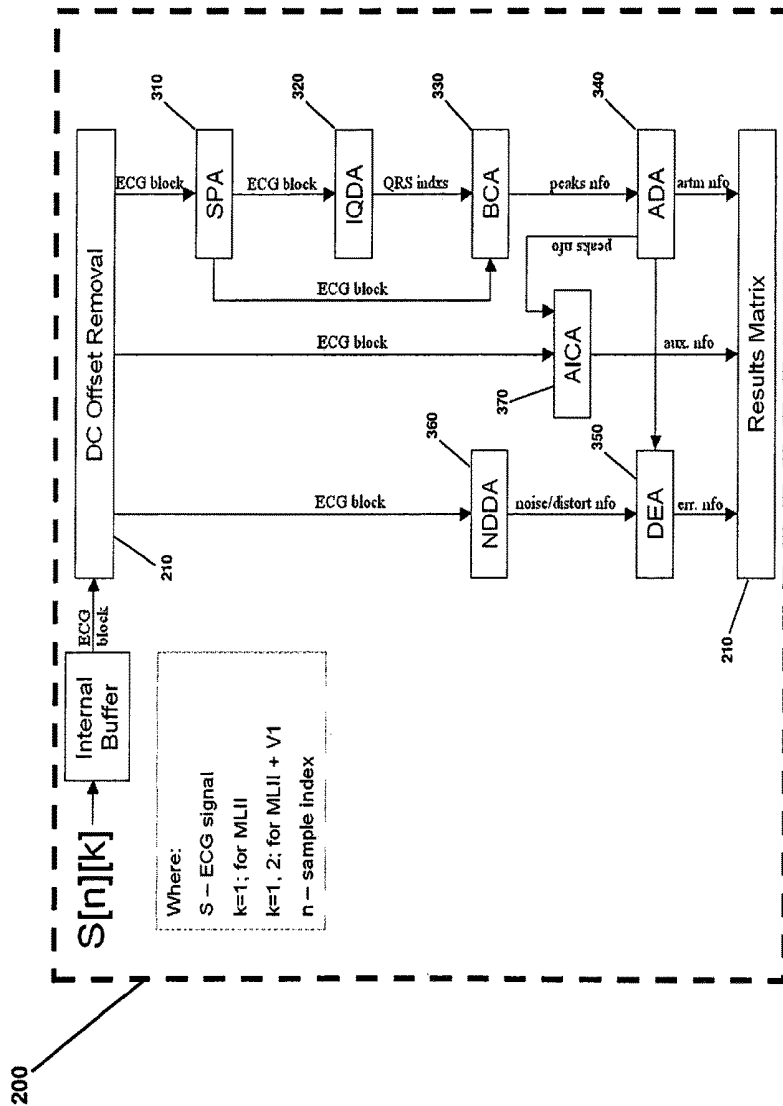 200
S[n][k]
Internal
Buffer
ECG
block
Where:
S – ECG signal
k=1; for MLII
k=1, 2; for MLII + V1
n – sample index
DC Offset Removal
210
ECG block
310
SPA
ECG block
320
IQDA
QRS indxs
330
BCA
ECG block
peaks nfo
340
ADA
artm nfo
peaks nfo
ECG block
AICA
370
aux. nfo
ECG block
360
NDDA
noise/distort nfo
350
DEA
err. nfo
Results Matrix
210